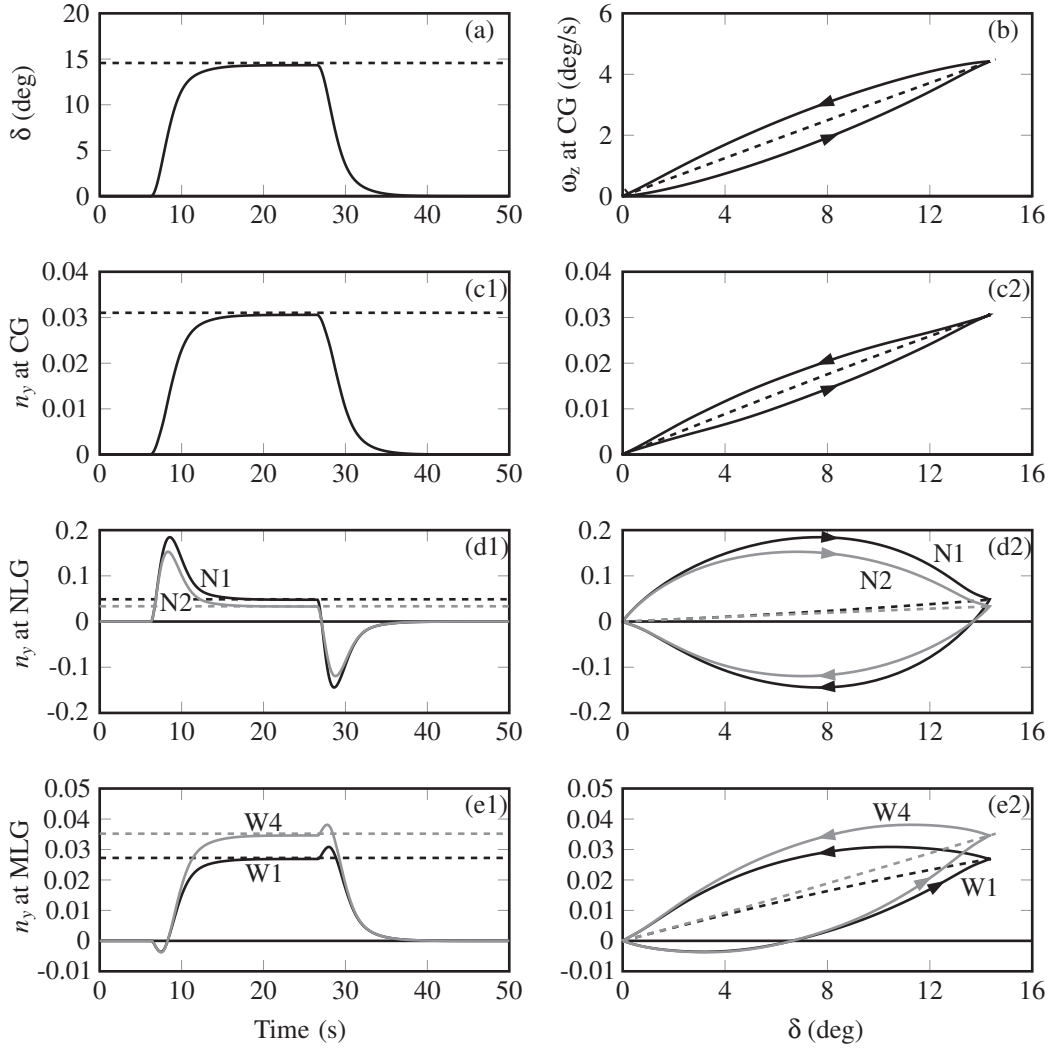 20
15
10
5
0
δ (deg)
(a)
0 10 20 30 40 50
6
4
2
0
ω_z at CG (deg/s)
(b)
0 4 8 12 16
0.04
0.03
0.02
0.01
0
n_y at CG
(c1)
0 10 20 30 40 50
0.04
0.03
0.02
0.01
0
(c2)
0 4 8 12 16
0.2
0.1
0
-0.1
-0.2
n_y at NLG
(d1)
N1
N2
0 10 20 30 40 50
0.2
0.1
0
-0.1
-0.2
(d2)
N1
N2
0 4 8 12 16
0.05
0.04
0.03
0.02
0.01
0
-0.01
n_y at MLG
(e1)
W4
W1
0 10 20 30 40 50
Time (s)
0.05
0.04
0.03
0.02
0.01
0
-0.01
(e2)
W4
W1
0 4 8 12 16
δ (deg)